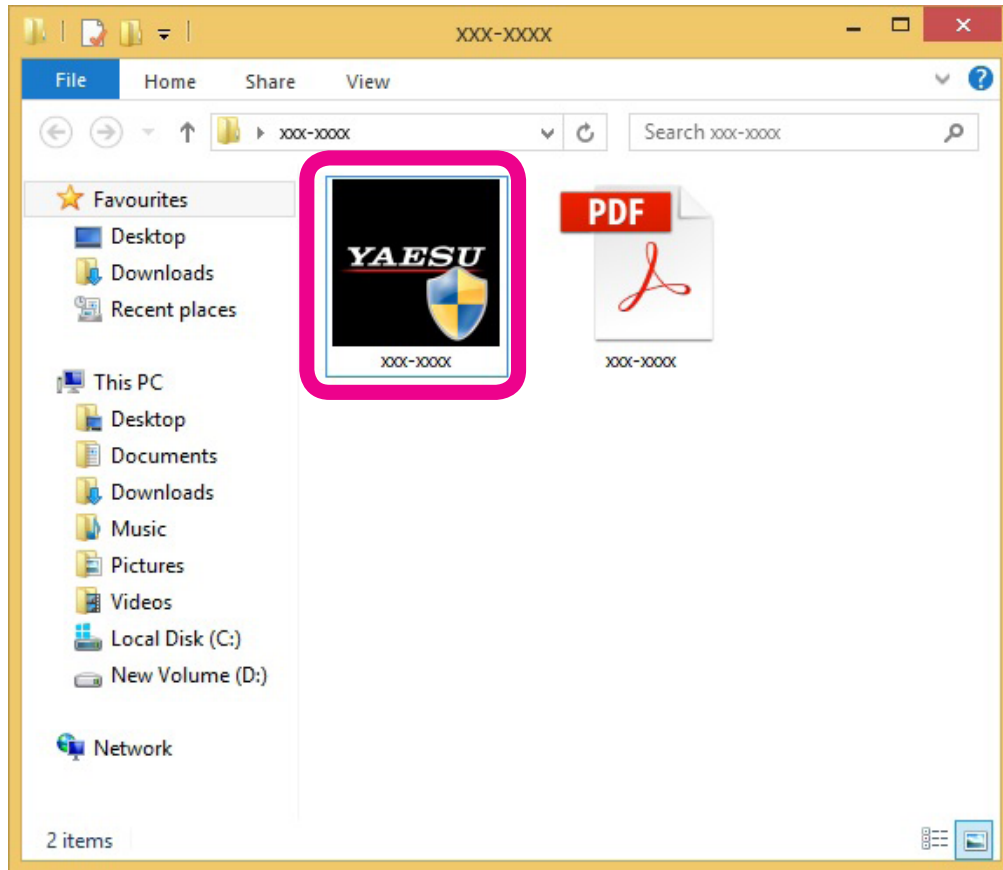 xxx-xxxx
File Home Share View
xxx-xxxx
Search xxx-xxxx
Favourites
Desktop
Downloads
Recent places
This PC
Desktop
Documents
Downloads
Music
Pictures
Videos
Local Disk (C:)
New Volume (D:)
Network
YAESU
xxx-xxxx
PDF
xxx-xxxx
2 items